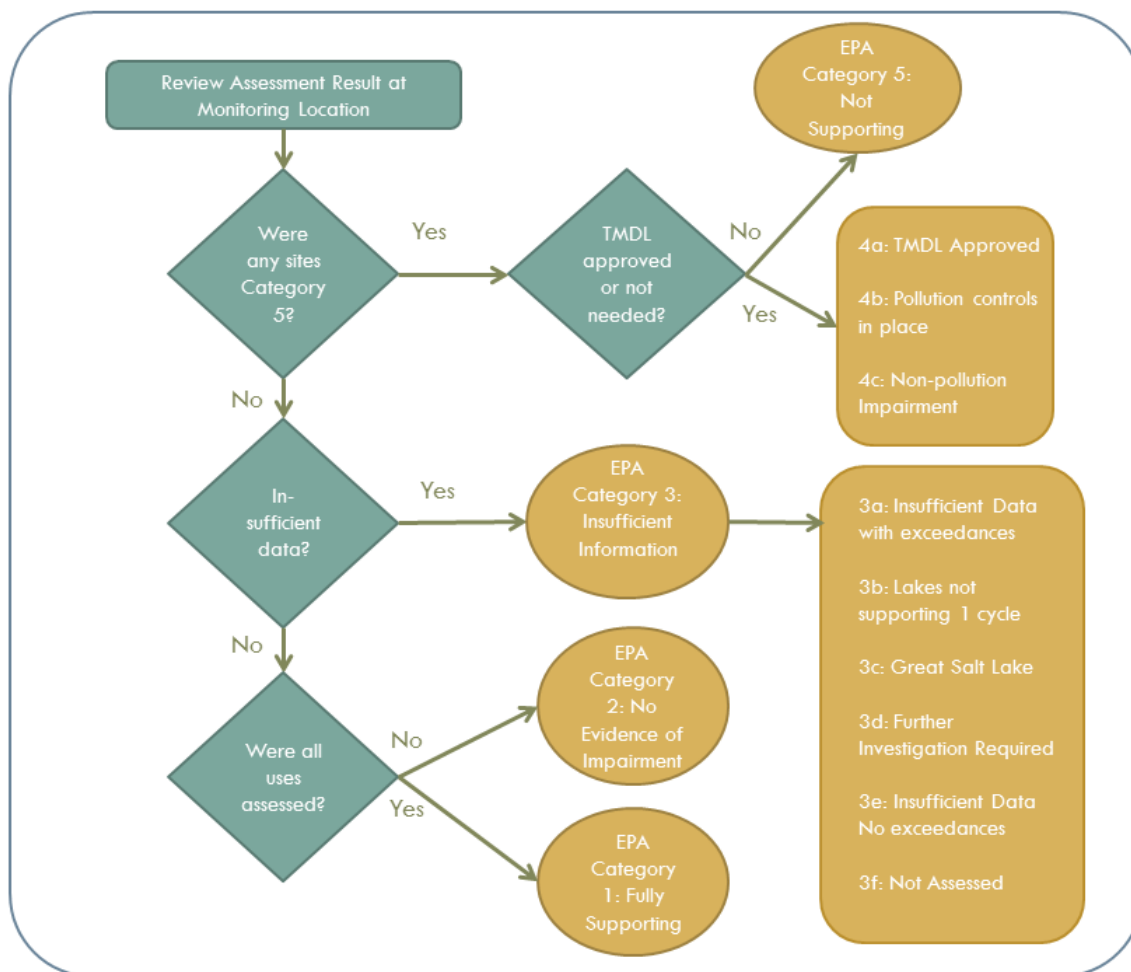 Review Assessment Result at
Monitoring Location
EPA
Category 5:
Not
Supporting
Were
any sites
Category
5?
Yes
TMDL
approved
or not
needed?
No
Yes
4a: TMDL Approved
4b: Pollution controls
in place
4c: Non-pollution
Impairment
No
In-
sufficient
data?
Yes
EPA
Category 3:
Insufficient
Information
3a: Insufficient Data
with exceedances
3b: Lakes not
supporting 1 cycle
3c: Great Salt Lake
3d: Further
Investigation Required
3e: Insufficient Data
No exceedances
3f: Not Assessed
No
Were all
uses
assessed?
No
Yes
EPA
Category
2: No
Evidence of
Impairment
EPA
Category
1: Fully
Supporting